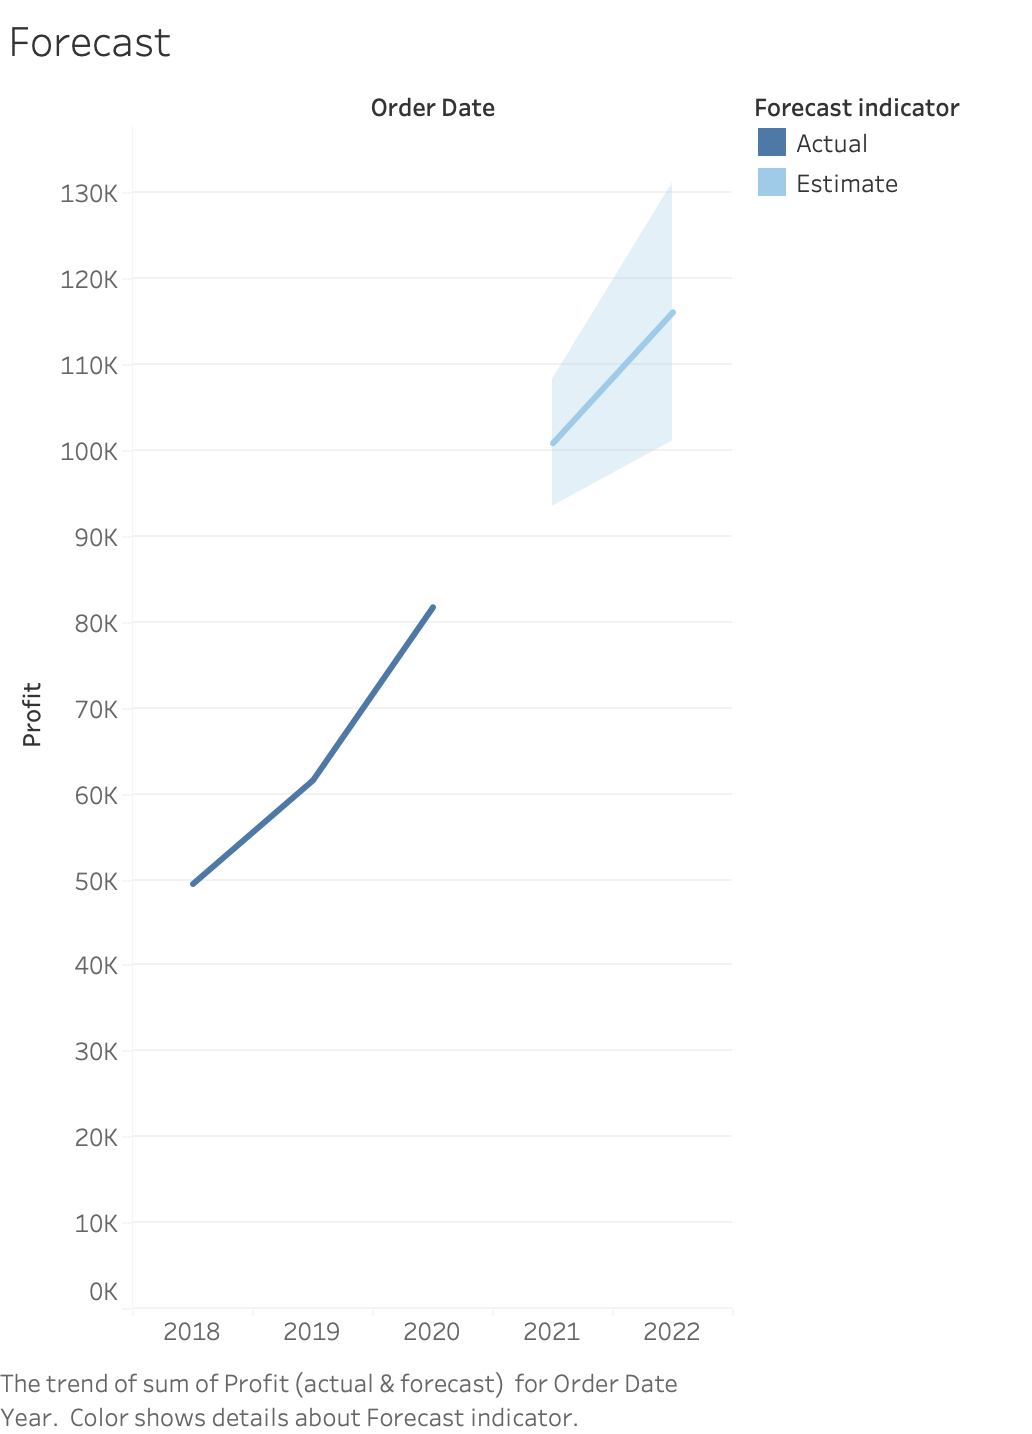 Forecast
Order Date
Forecast indicator
Actual
Estimate
130K
120K
110K
100K
90K
80K
70K
60K
50K
40K
30K
20K
10K
0K
Profit
2018 2019 2020 2021 2022
The trend of sum of Profit (actual & forecast)  for Order Date
Year.  Color shows details about Forecast indicator.